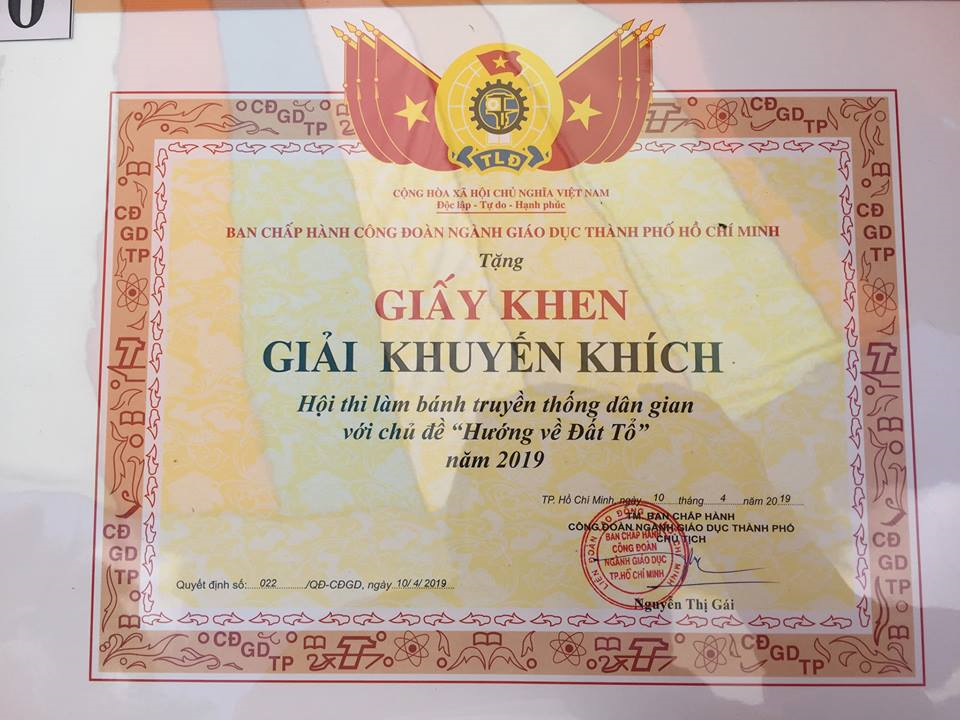 0
TLĐ
CỘNG HÒA XÃ HỘI CHỦ NGHĨA VIỆT NAM
Độc lập - Tự do - Hạnh phúc
BAN CHẤP HÀNH CÔNG ĐOÀN NGÀNH GIÁO DỤC THÀNH PHỐ HỒ CHÍ MINH
Tặng
GIẤY KHEN
GIẢI KHUYẾN KHÍCH
Hội thi làm bánh truyền thống dân gian
với chủ đề “Hướng về Đất Tổ”
năm 2019
TP. Hồ Chí Minh, ngày 10 tháng 4 năm 2019
TM. BAN CHẤP HÀNH
CÔNG ĐOÀN NGÀNH GIÁO DỤC THÀNH PHỐ
CHỦ TỊCH
BAN CHẤP HÀNH
CÔNG ĐOÀN
NGÀNH GIÁO DỤC
TP.HỒ CHÍ MINH
Quyết định số: 022 /QĐ-CĐGD, ngày 10/4/2019
Nguyễn Thị Gái
CĐ GD TP